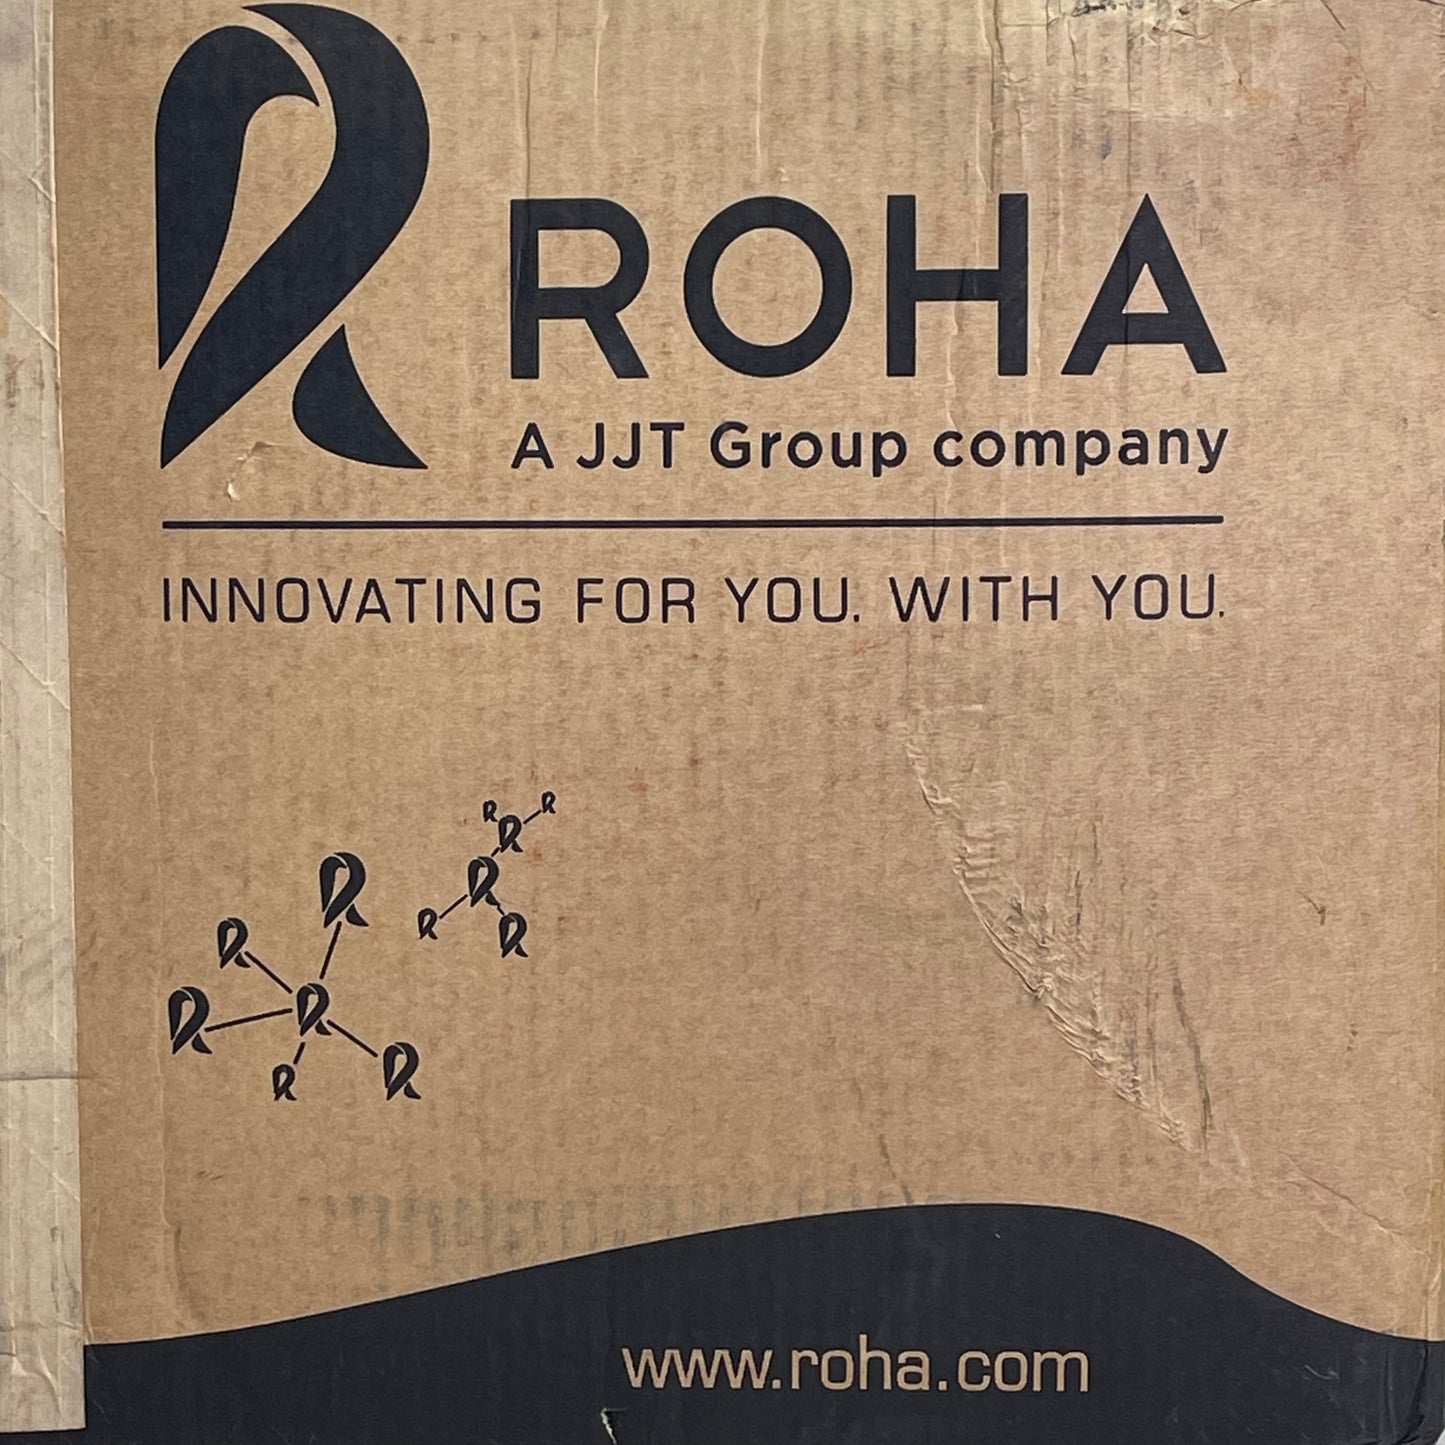 ROHA
A JJT Group company
INNOVATING FOR YOU. WITH YOU.
www.roha.com